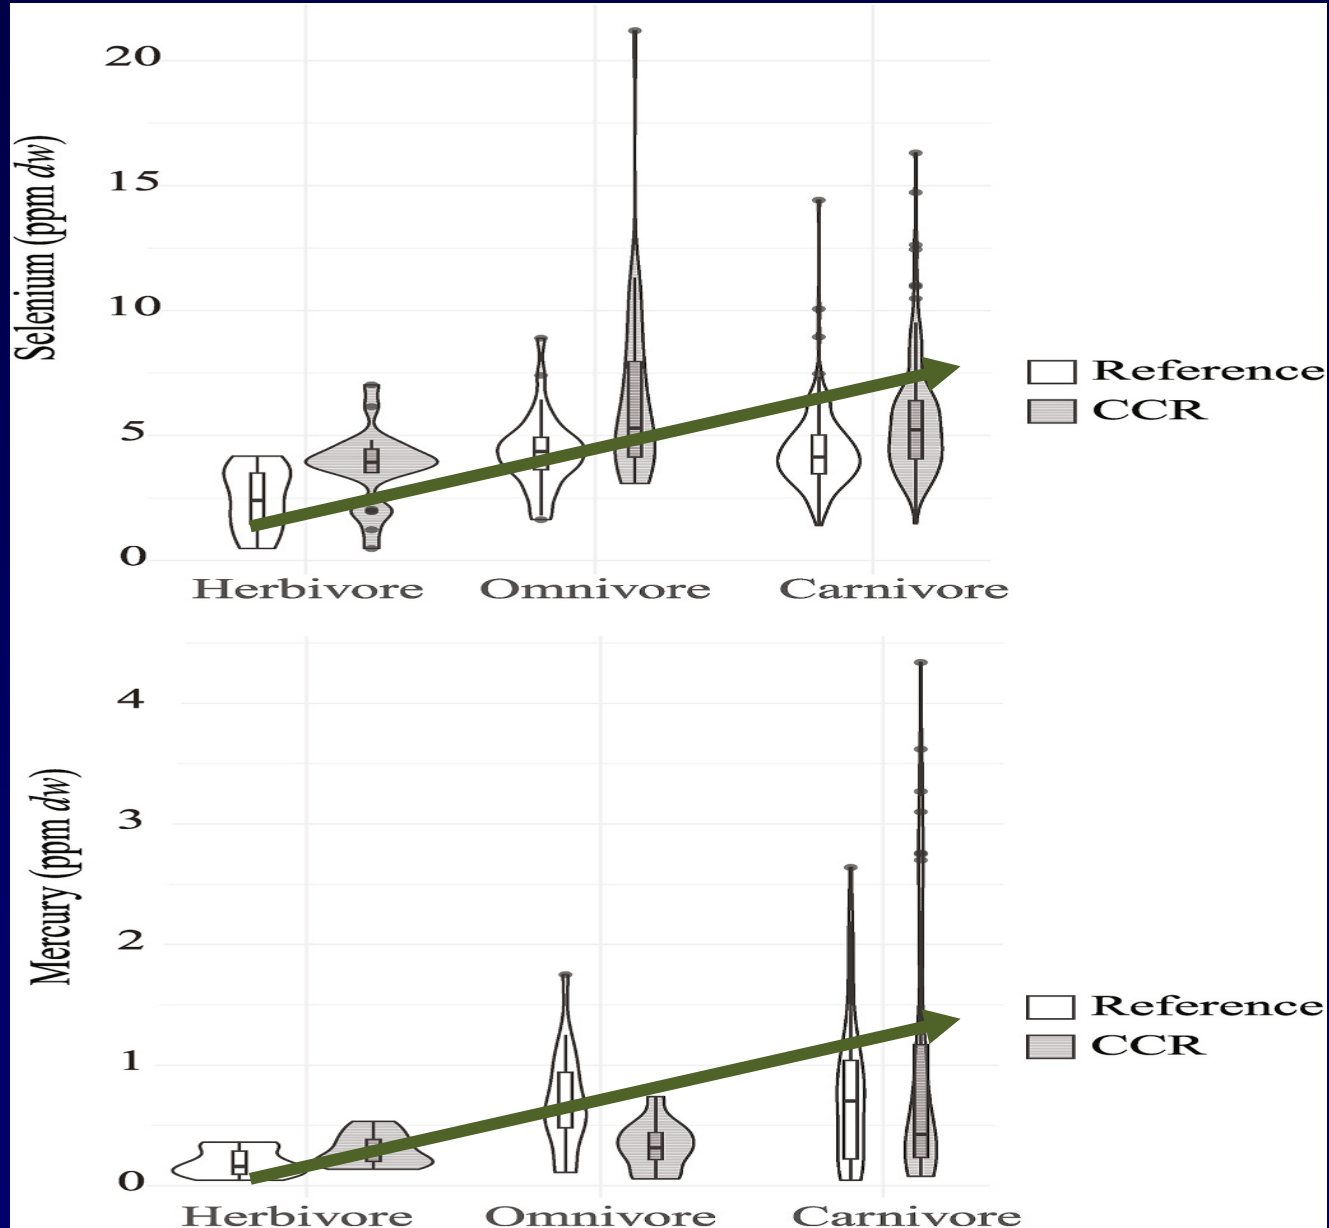 Selenium (ppm dw)
20
15
10
5
0
Herbivore Omnivore Carnivore
Reference
CCR
Mercury (ppm dw)
4
3
2
1
0
Herbivore Omnivore Carnivore
Reference
CCR